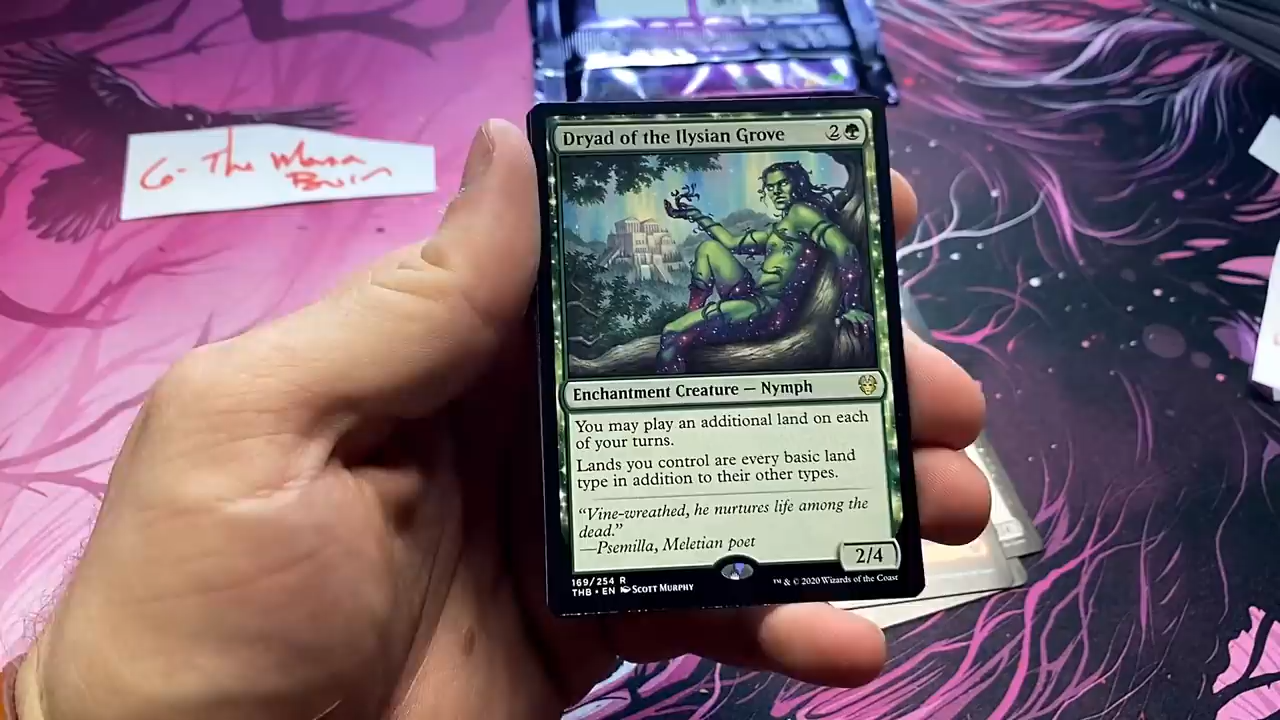 6- The Mana
Dryad of the Ilysian Grove 2
Enchantment Creature — Nymph
You may play an additional land on each
of your turns.
Lands you control are every basic land
type in addition to their other types.
“Vine-wreathed, he nurtures life among the
dead.”
—Psemilla, Meletian poet
2/4
169/254 R
THB • EN Scott Murphy
™ & © 2020 Wizards of the Coast